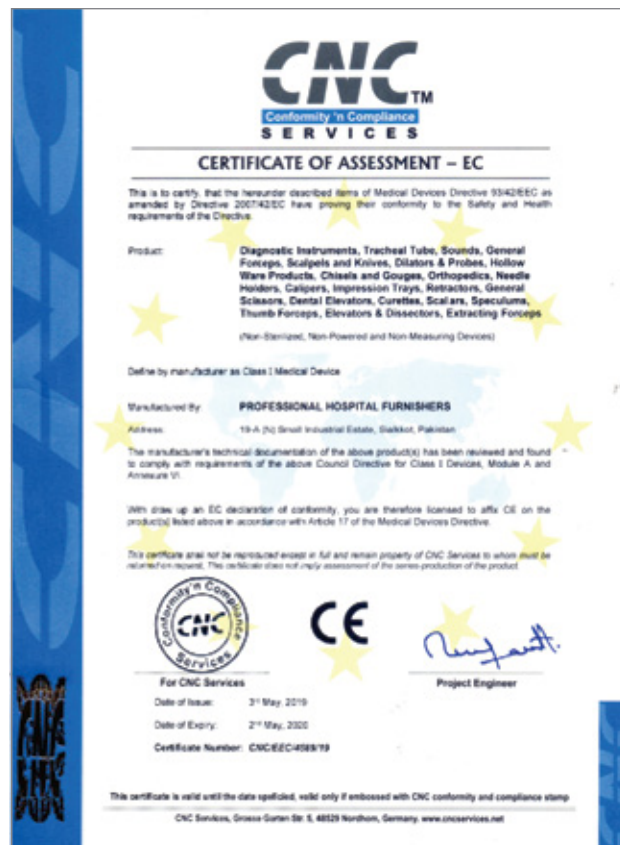 CNC TM
Conformity 'n Compliance
SERVICES
CERTIFICATE OF ASSESSMENT – EC
This is to certify, that the hereunder described items of Medical Devices Directive 93/42/EEC as
amended by Directive 2007/42/EC have proving their conformity to the Safety and Health
requirements of the Directive.
Product: Diagnostic Instruments, Tracheal Tube, Sounds, General
Forceps, Scalpels and Knives, Dilators & Probes, Hollow
Ware Products, Chisels and Gouges, Orthopedics, Needle
Holders, Calipers, Impression Trays, Retractors, General
Scissors, Dental Elevators, Curettes, Scalars, Speculums,
Thumb Forceps, Elevators & Dissectors, Extracting Forceps
(Non-Sterilized, Non-Powered and Non-Measuring Devices)
Define by manufacturer as Class I Medical Device
Manufactured By: PROFESSIONAL HOSPITAL FURNISHERS
Address: 19-A (N) Small Industrial Estate, Sialkot, Pakistan
The manufacturer's technical documentation of the above product(s) has been reviewed and found
to comply with requirements of the above Council Directive for Class I Devices, Module A and
Annexure VI.
With draw up an EC declaration of conformity, you are therefore licensed to affix CE on the
product(s) listed above in accordance with Article 17 of the Medical Devices Directive.
This certificate shall not be reproduced except in full and remain property of CNC Services to whom must be
returned on request. This certificate does not imply assessment of the series-production of the product
Conformity'n Compliance
CNC
Services
CE
For CNC Services
Project Engineer
Date of Issue: 3rd May, 2019
Date of Expiry: 2nd May, 2020
Certificate Number: CNC/EEC/4589/19
This certificate is valid until the date speficied, valid only if embossed with CNC conformity and compliance stamp
CNC Services, Grosse Garten Str. 5, 48529 Nordhorn, Germany. www.cncservices.net